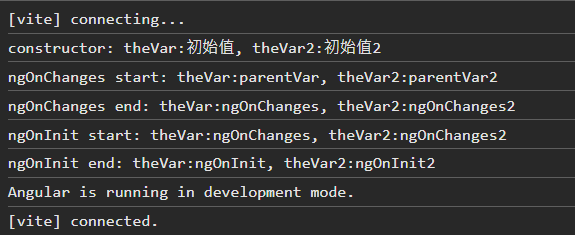 [vite] connecting...
constructor: theVar:初始值, theVar2:初始值2
ngOnChanges start: theVar:parentVar, theVar2:parentVar2
ngOnChanges end: theVar:ngOnChanges, theVar2:ngOnChanges2
ngOnInit start: theVar:ngOnChanges, theVar2:ngOnChanges2
ngOnInit end: theVar:ngOnInit, theVar2:ngOnInit2
Angular is running in development mode.
[vite] connected.